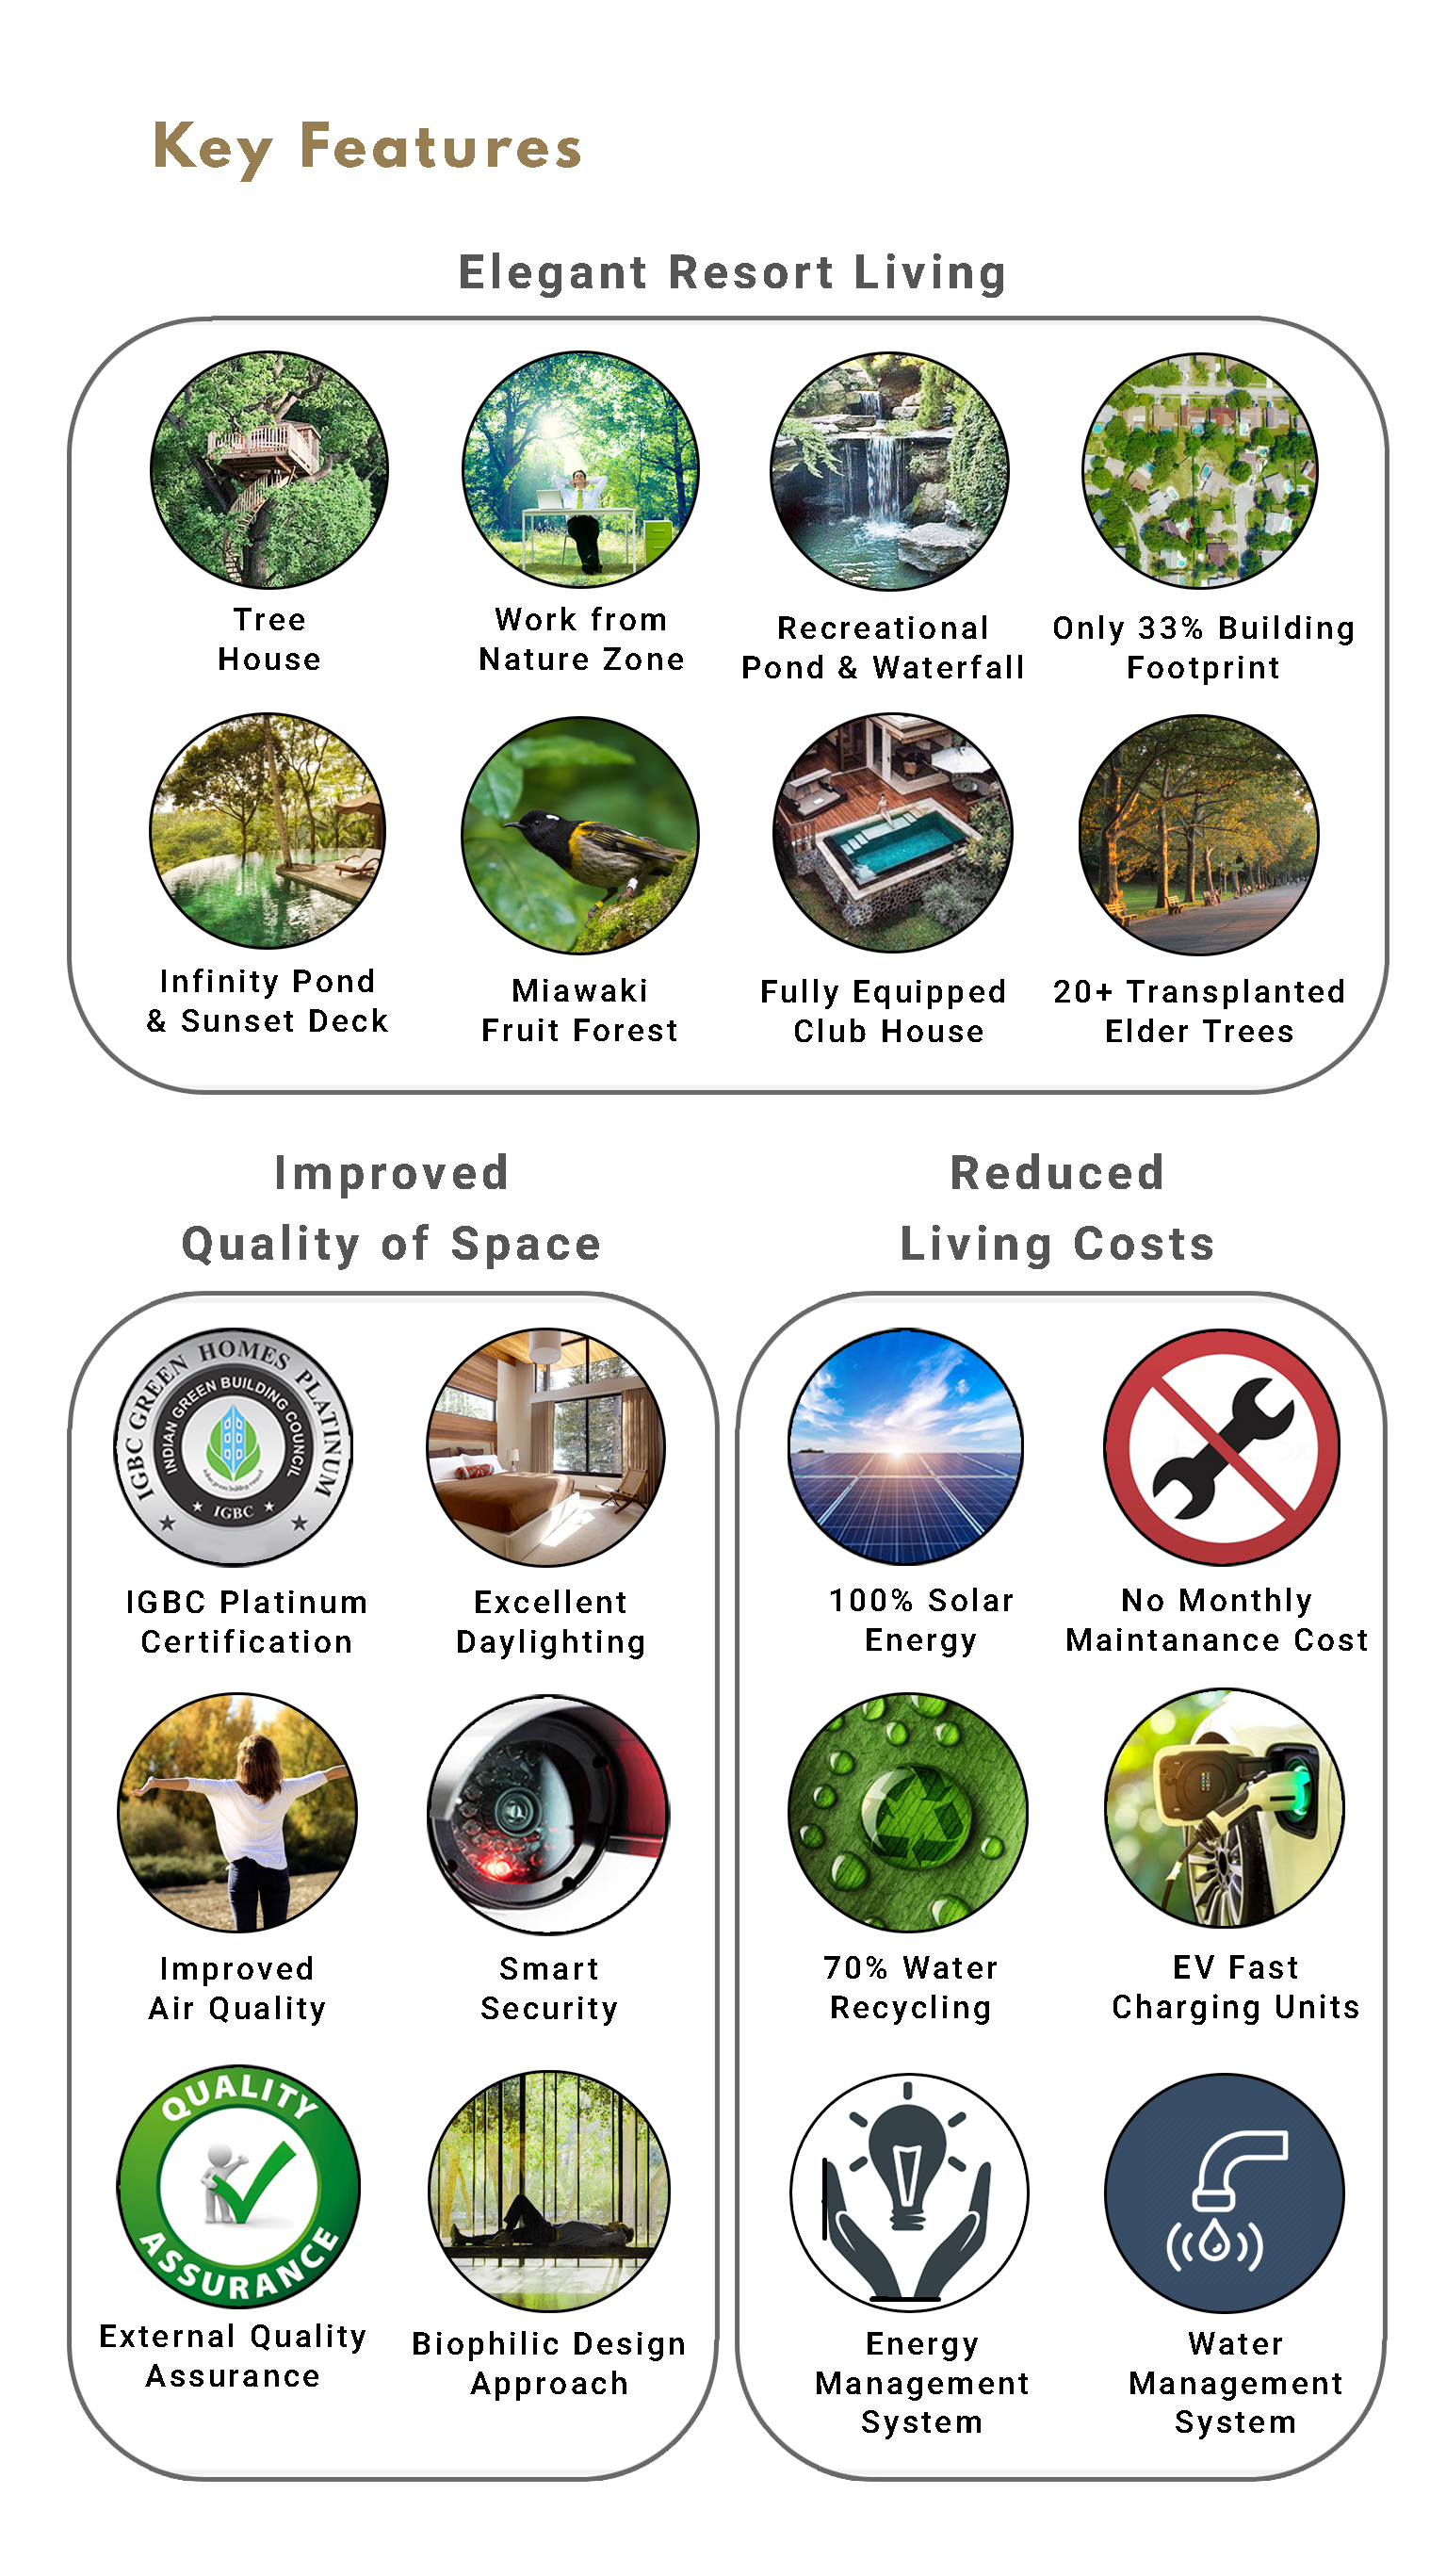 Key Features
Elegant Resort Living
Tree
House
Work from
Nature Zone
Recreational
Pond & Waterfall
Only 33% Building
Footprint
Infinity Pond
& Sunset Deck
Miawaki
Fruit Forest
Fully Equipped
Club House
20+ Transplanted
Elder Trees
Improved
Quality of Space
IGBC GREEN HOMES PLATINUM
INDIAN GREEN BUILDING COUNCIL
IGBC
IGBC Platinum
Certification
Excellent
Daylighting
Improved
Air Quality
Smart
Security
QUALITY
ASSURANCE
External Quality
Assurance
Biophilic Design
Approach
Reduced
Living Costs
100% Solar
Energy
No Monthly
Maintanance Cost
70% Water
Recycling
EV Fast
Charging Units
Energy
Management
System
Water
Management
System